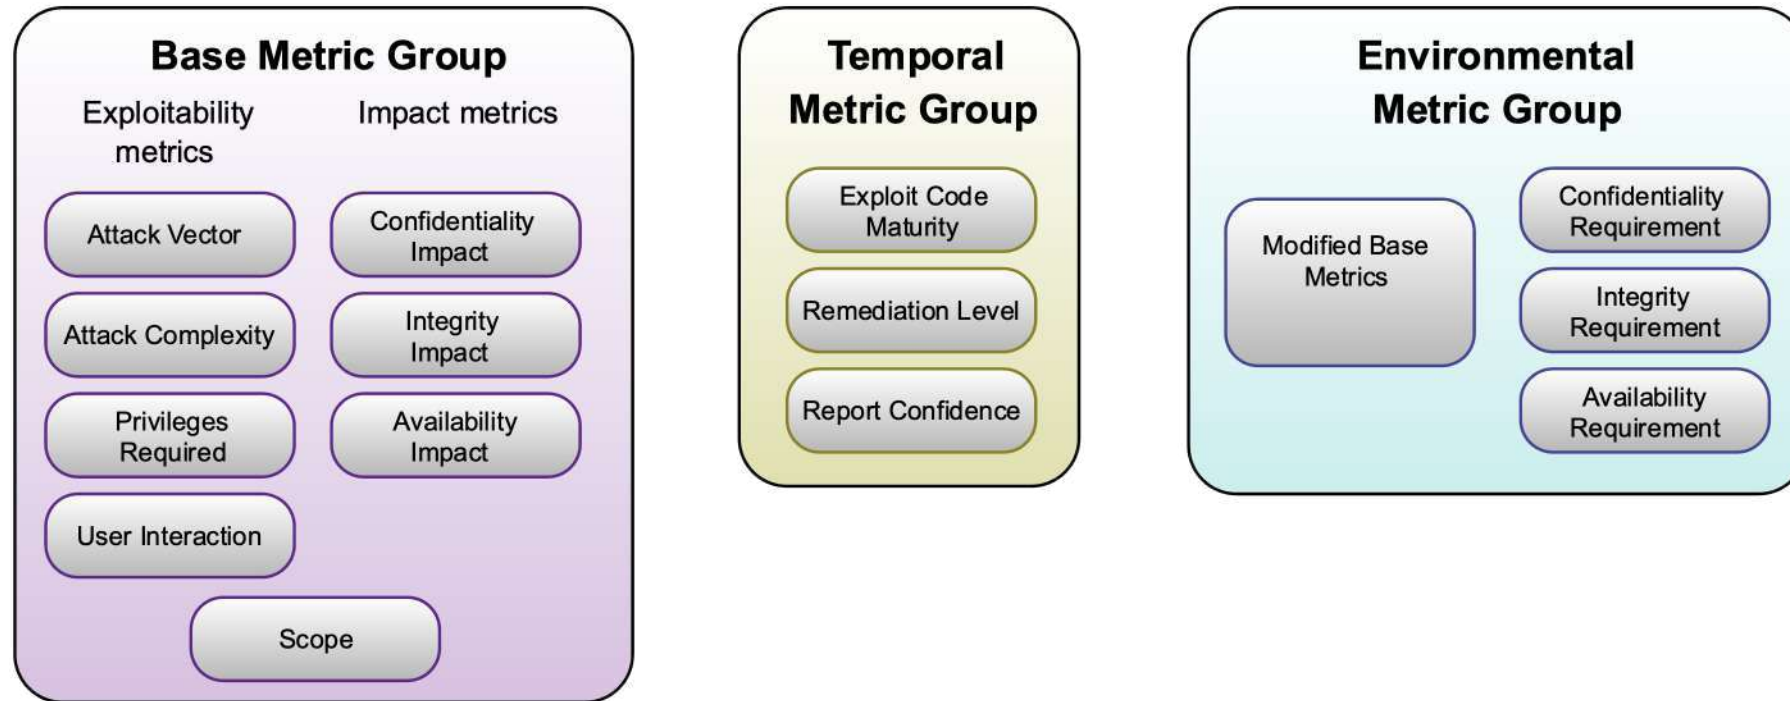 Base Metric Group
Exploitability
metrics
Impact metrics
Attack Vector
Attack Complexity
Privileges
Required
User Interaction
Confidentiality
Impact
Integrity
Impact
Availability
Impact
Scope
Temporal
Metric Group
Exploit Code
Maturity
Remediation Level
Report Confidence
Environmental
Metric Group
Modified Base
Metrics
Confidentiality
Requirement
Integrity
Requirement
Availability
Requirement